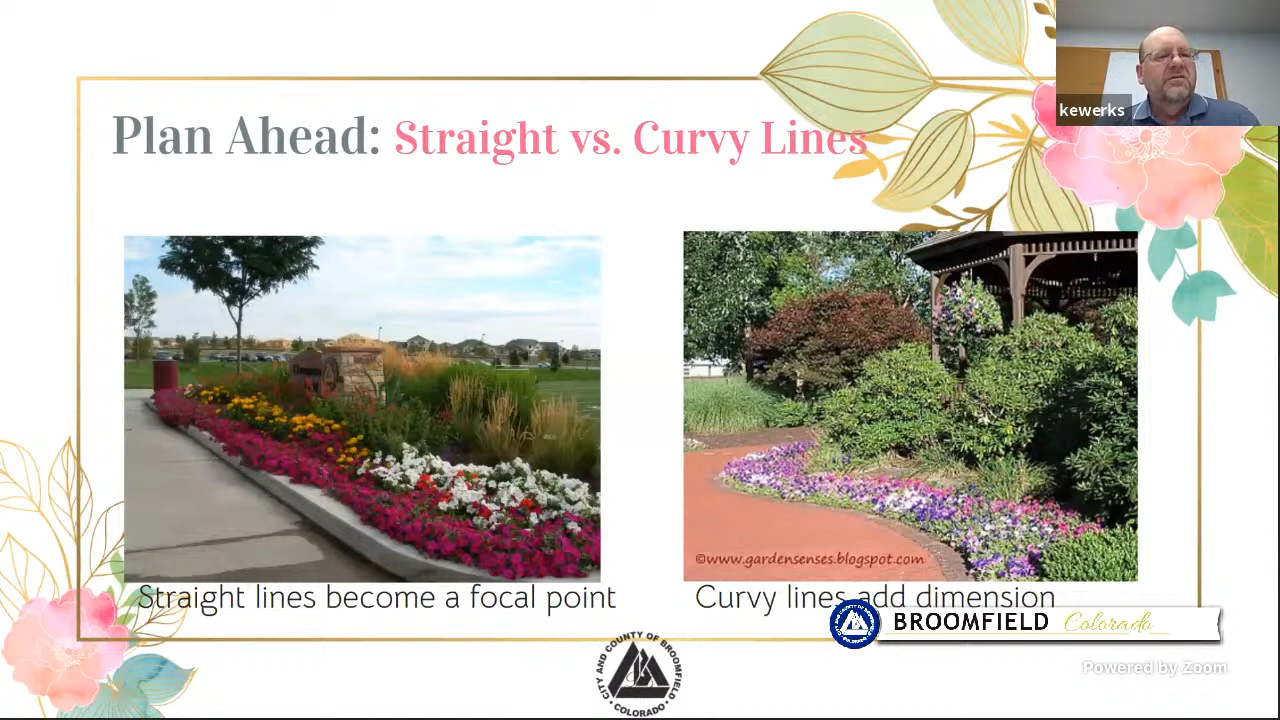 kewerks
Plan Ahead: Straight vs. Curvy Lines
©www.gardensenses.blogspot.com
Straight lines become a focal point
Curvy lines add dimension
BROOMFIELD Colorado
Powered by Zoom
CITY AND COUNTY OF BROOMFIELD
COLORADO